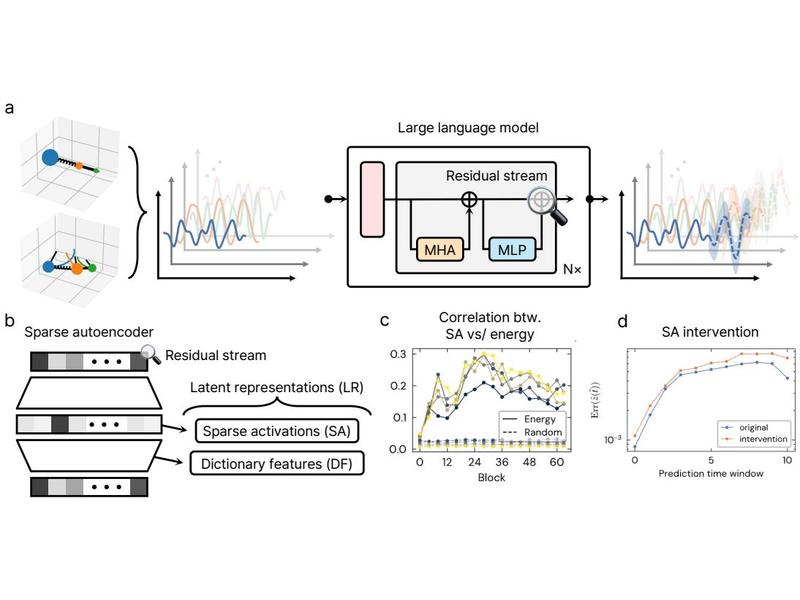 a
Large language model
Residual stream
MHA
MLP
N×
b
Sparse autoencoder
Residual stream
Latent representations (LR)
Sparse activations (SA)
Dictionary features (DF)
c
Correlation btw.
SA vs/ energy
0.3
0.2
0.1
0.0
Energy
Random
0 12 24 36 48 60
Block
d
SA intervention
Err(ẑ(t̂))
10⁻³
original
intervention
0 5 10
Prediction time window